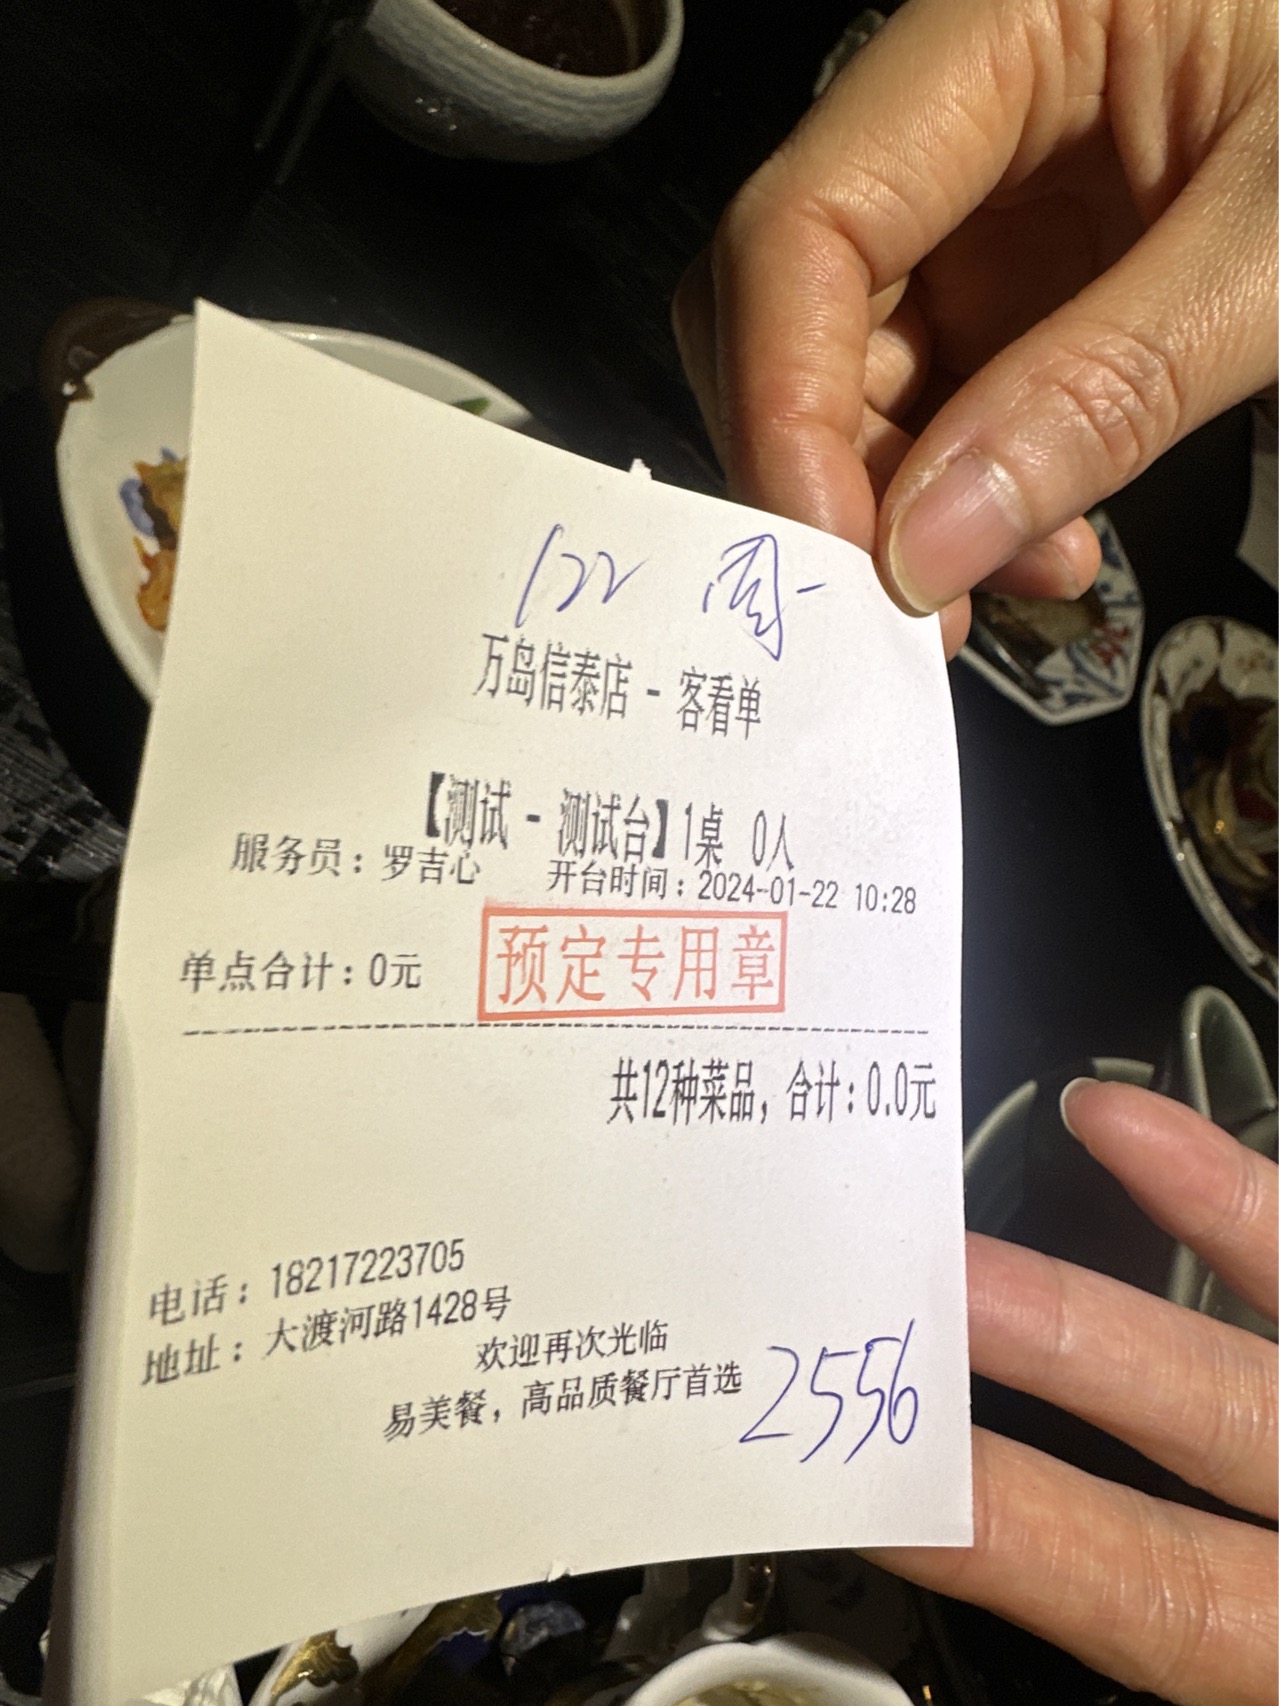 122 周
万岛信泰店 - 客看单
【测试 - 测试台】1桌 0人
服务员：罗吉心 开台时间：2024-01-22 10:28
单点合计：0元 预定专用章
共12种菜品，合计：0.0元
电话：18217223705
地址：大渡河路1428号
欢迎再次光临
易美餐，高品质餐厅首选
2556